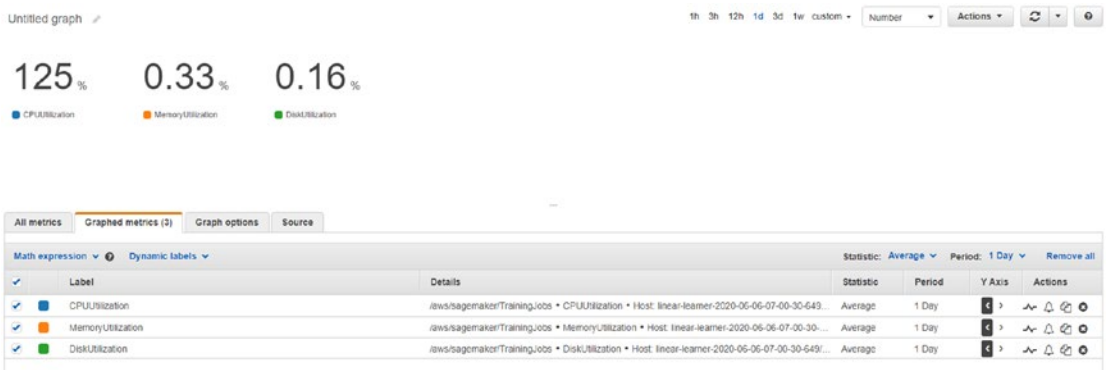 Untitled graph
1h 3h 12h 1d 3d 1w custom Number Actions
125 % 0.33 % 0.16 %
CPUUtilization MemoryUtilization DiskUtilization
All metrics Graphed metrics (3) Graph options Source
Math expression Dynamic labels Statistic: Average Period: 1 Day Remove all
Label Details Statistic Period Y Axis Actions
CPUUtilization /aws/sagemaker/TrainingJobs • CPUUtilization • Host: linear-learner-2020-06-06-07-00-30-649... Average 1 Day
MemoryUtilization /aws/sagemaker/TrainingJobs • MemoryUtilization • Host: linear-learner-2020-06-06-07-00-30-... Average 1 Day
DiskUtilization /aws/sagemaker/TrainingJobs • DiskUtilization • Host: linear-learner-2020-06-06-07-00-30-649/... Average 1 Day